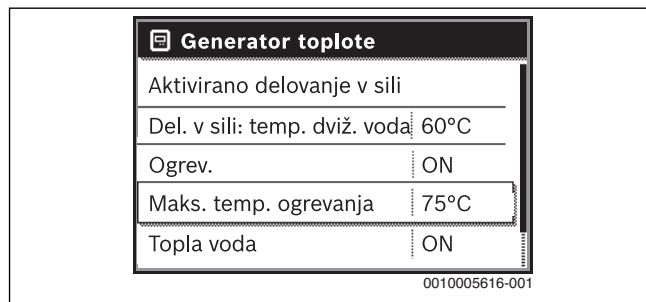 Generator toplote
Aktivirano delovanje v sili
Del. v sili: temp. dviž. voda 60°C
Ogrev. ON
Maks. temp. ogrevanja 75°C
Topla voda ON
0010005616-001